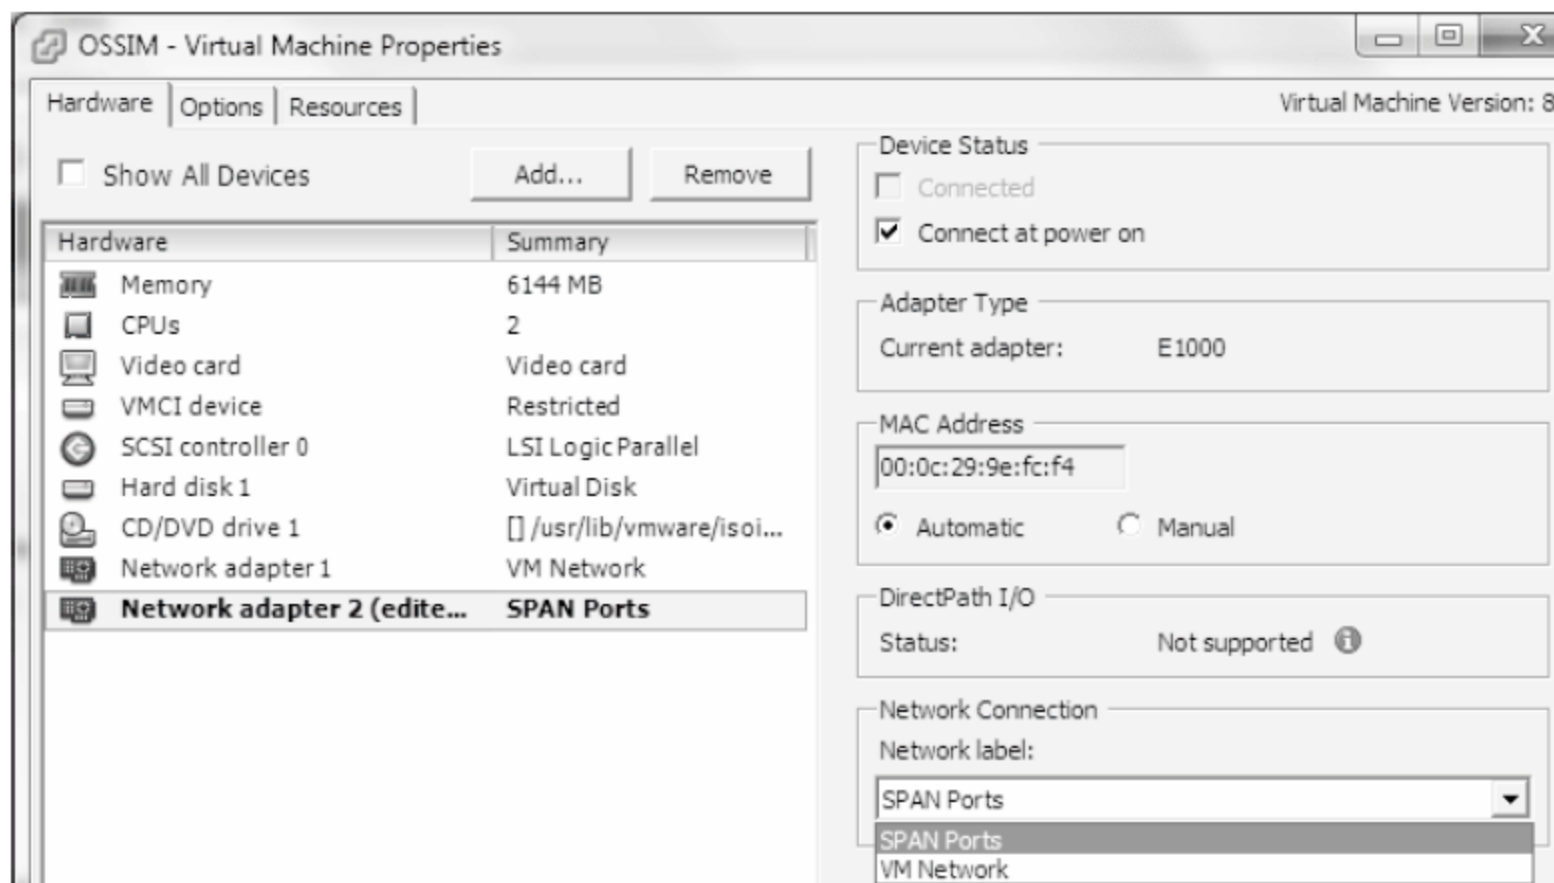 OSSIM - Virtual Machine Properties
Hardware Options Resources
Virtual Machine Version: 8
Show All Devices
Add...
Remove
Hardware Summary
Memory 6144 MB
CPUs 2
Video card Video card
VMCI device Restricted
SCSI controller 0 LSI Logic Parallel
Hard disk 1 Virtual Disk
CD/DVD drive 1 [] /usr/lib/vmware/isoi...
Network adapter 1 VM Network
Network adapter 2 (edite... SPAN Ports
Device Status
Connected
Connect at power on
Adapter Type
Current adapter: E1000
MAC Address
00:0c:29:9e:fc:f4
Automatic Manual
DirectPath I/O
Status: Not supported
Network Connection
Network label:
SPAN Ports
SPAN Ports
VM Network